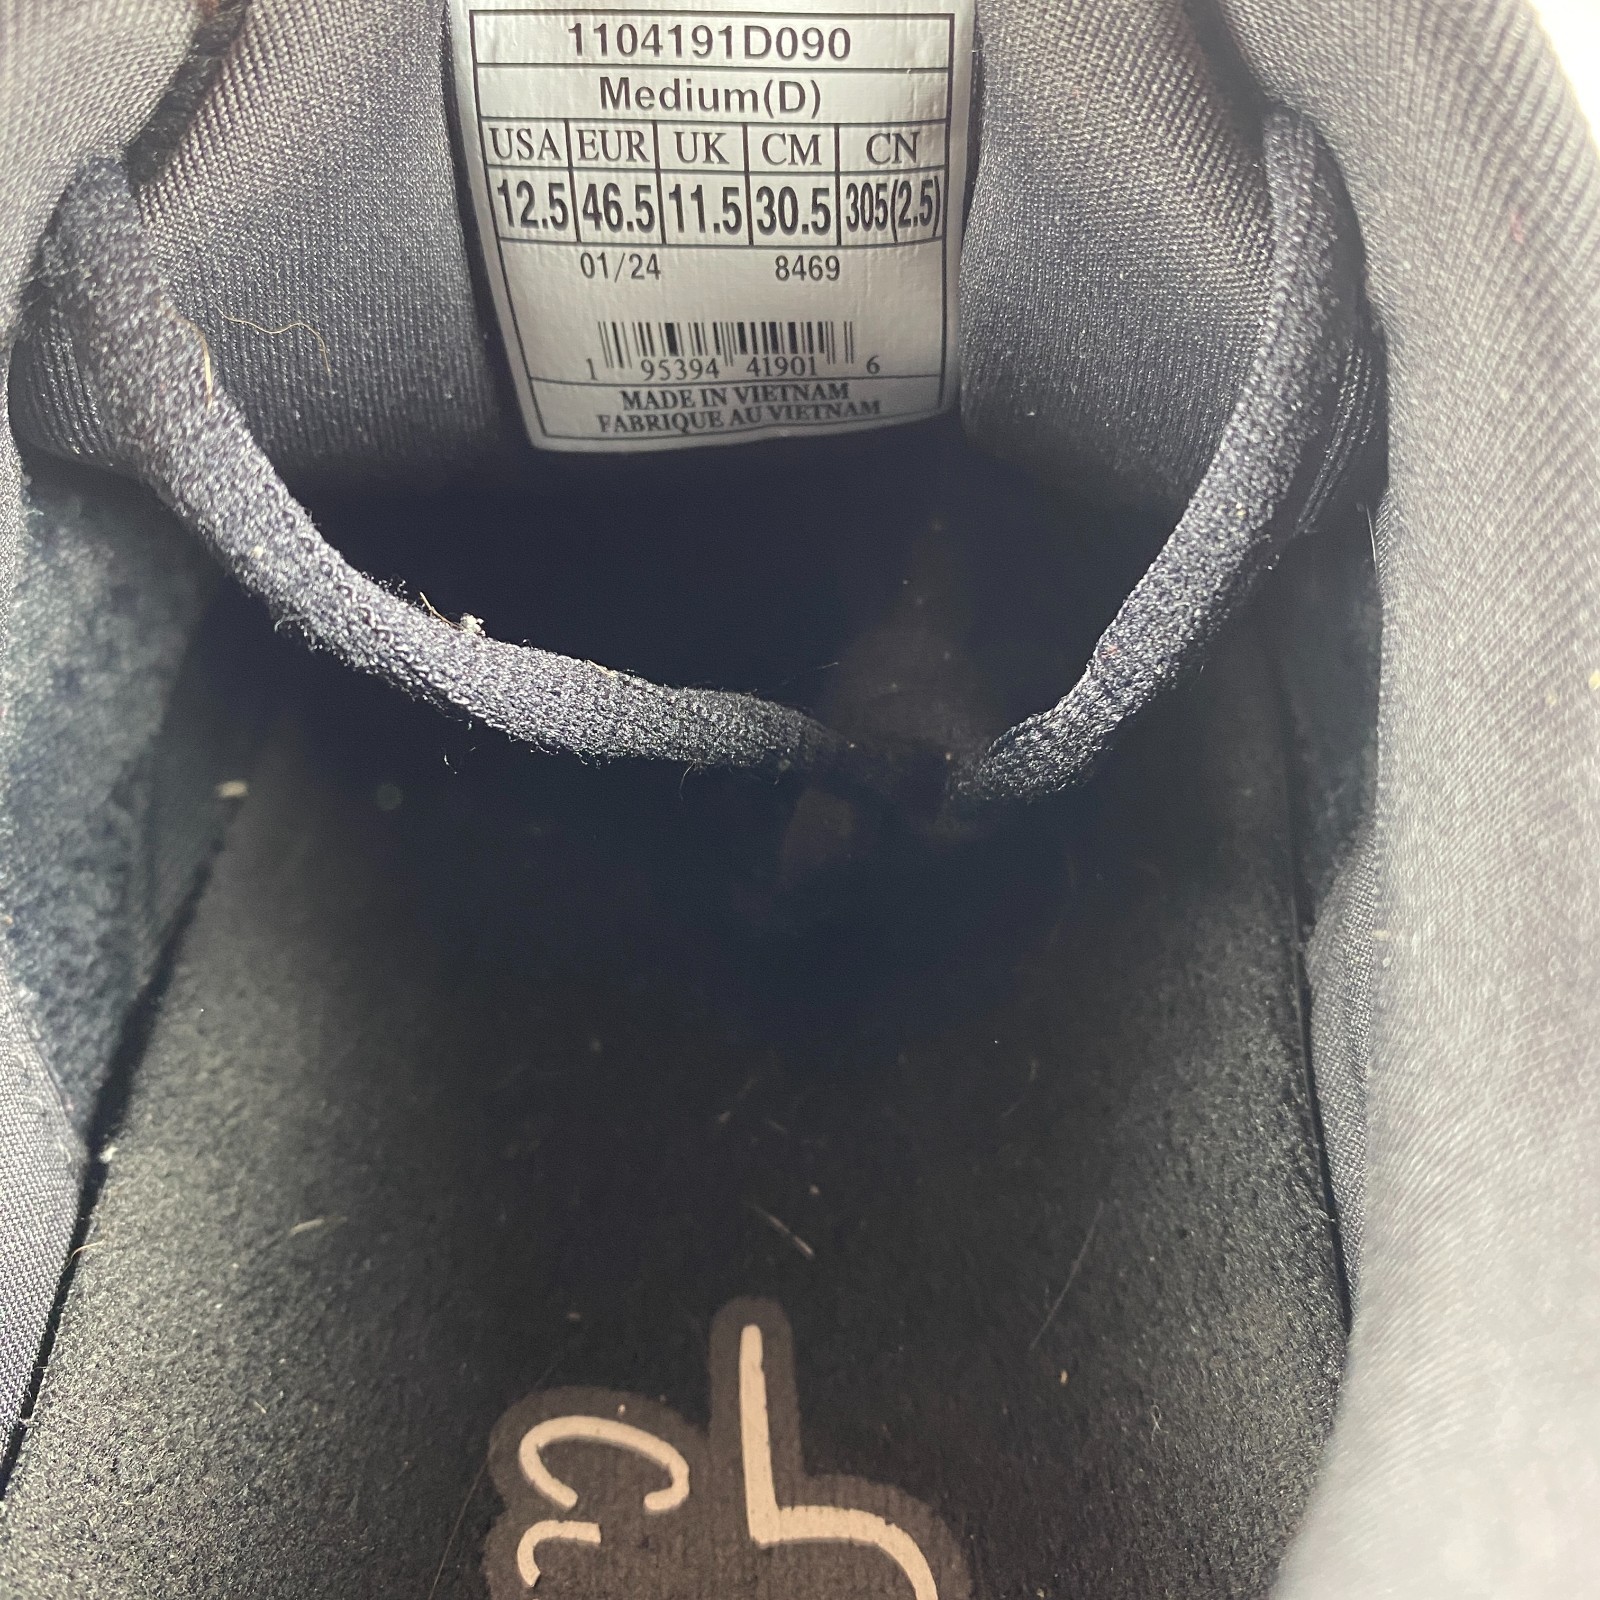 1104191D090
Medium(D)
USA EUR UK CM CN
12.5 46.5 11.5 30.5 305(2.5)
01/24 8469
1 95394 41901 6
MADE IN VIETNAM
FABRIQUE AU VIETNAM